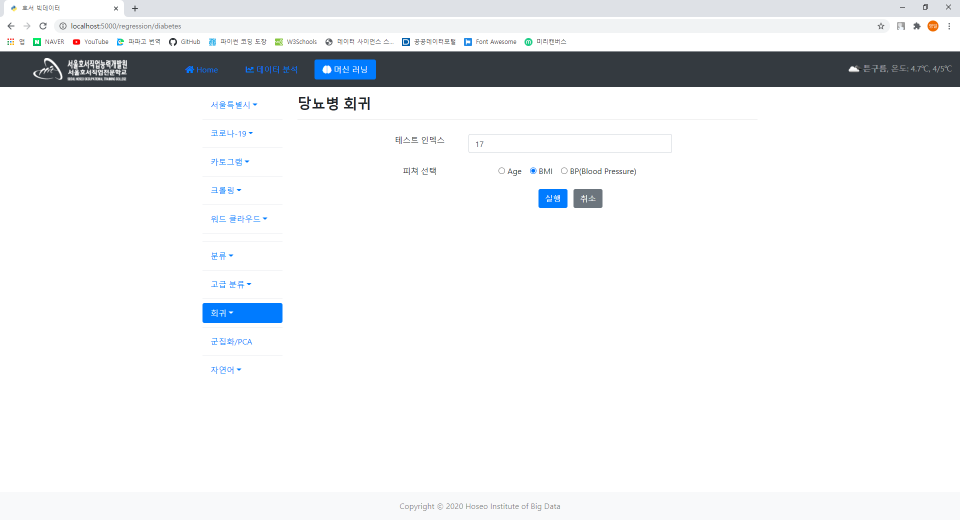 호서 빅데이터
localhost:5000/regression/diabetes
앱 NAVER YouTube 파파고 번역 GitHub 파이썬 코딩 도장 W3Schools 데이터 사이언스 스... 공공데이터포털 Font Awesome 미리캔버스
서울호서직업능력개발원
서울호서직업전문학교
Home 데이터 분석 머신 러닝
튼구름, 온도: 4.7℃, 4/5℃
서울특별시
코로나-19
카토그램
크롤링
워드 클라우드
분류
고급 분류
회귀
군집화/PCA
자연어
당뇨병 회귀
테스트 인덱스 17
피쳐 선택 Age BMI BP(Blood Pressure)
실행 취소
Copyright © 2020 Hoseo Institute of Big Data